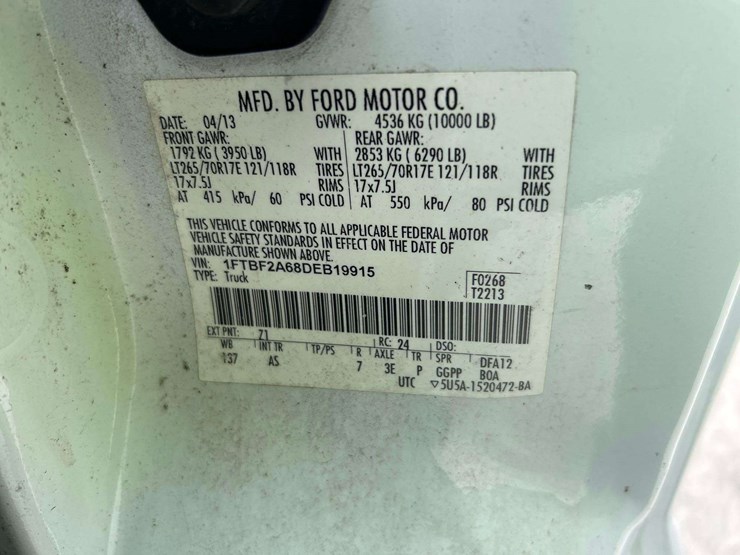 MFD. BY FORD MOTOR CO.
DATE: 04/13 GVWR: 4536 KG (10000 LB)
FRONT GAWR: REAR GAWR:
1792 KG ( 3950 LB) WITH 2853 KG ( 6290 LB) WITH
LT265/70R17E 121/118R TIRES LT265/70R17E 121/118R TIRES
17x7.5J RIMS 17x7.5J RIMS
AT 415 kPa/ 60 PSI COLD AT 550 kPa/ 80 PSI COLD
THIS VEHICLE CONFORMS TO ALL APPLICABLE FEDERAL MOTOR
VEHICLE SAFETY STANDARDS IN EFFECT ON THE DATE OF
MANUFACTURE SHOWN ABOVE.
VIN: 1FTBF2A68DEB19915 F0268
TYPE: Truck T2213
EXT PNT: Z1 RC: 24 DSO:
WB INT TR TP/PS R AXLE TR SPR DFA12
137 AS 7 3E P GGPP BOA
UTC ▽5U5A-1520472-BA